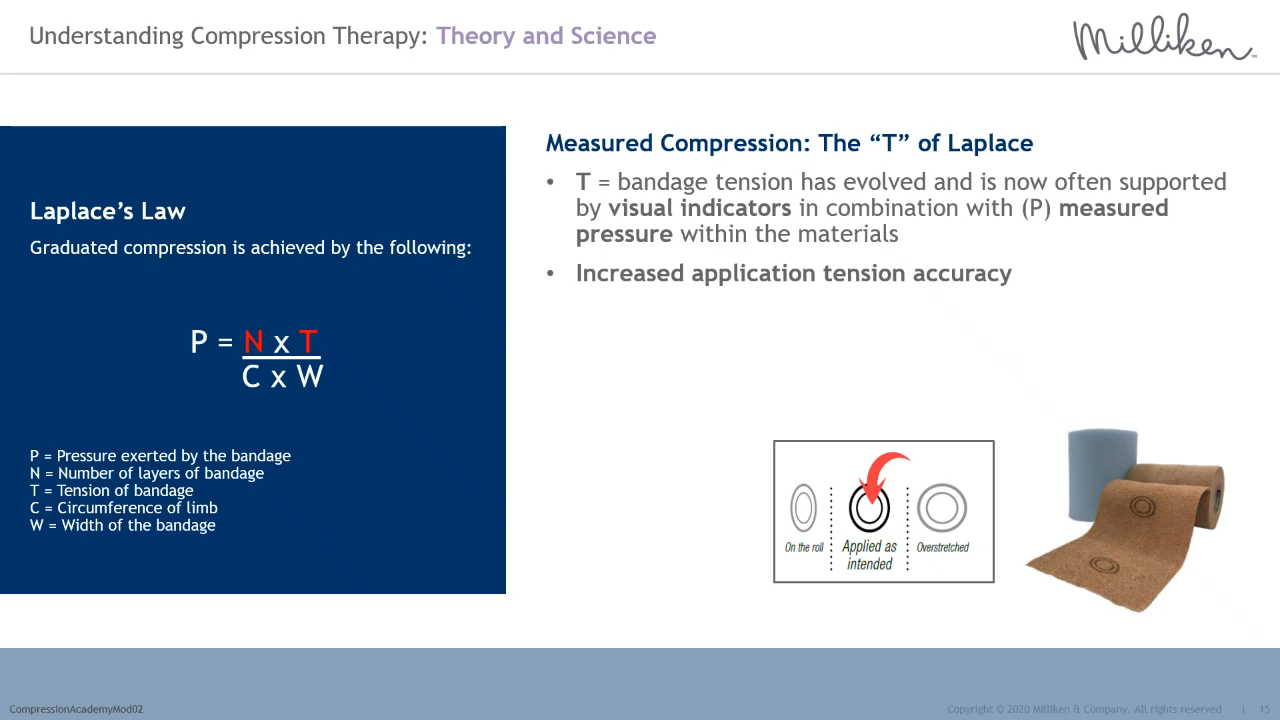 Understanding Compression Therapy: Theory and Science
Milliken™
Laplace’s Law
Graduated compression is achieved by the following:
P = N x T
C x W
P = Pressure exerted by the bandage
N = Number of layers of bandage
T = Tension of bandage
C = Circumference of limb
W = Width of the bandage
Measured Compression: The “T” of Laplace
• T = bandage tension has evolved and is now often supported
by visual indicators in combination with (P) measured
pressure within the materials
• Increased application tension accuracy
On the roll
Applied as
intended
Overstretched
CompressionAcademyMod02
Copyright © 2020 Milliken & Company. All rights reserved | 15